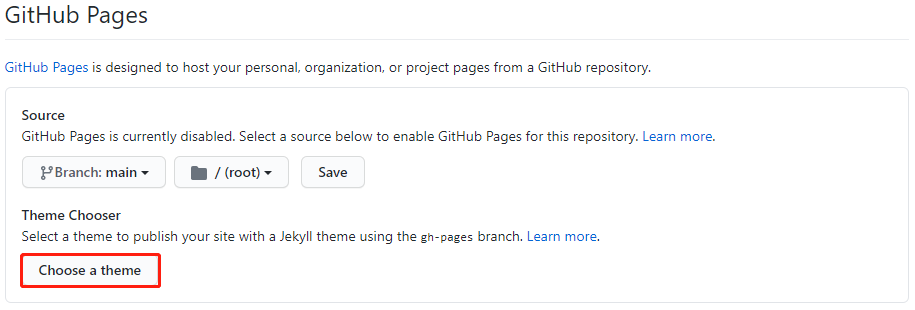 GitHub Pages
GitHub Pages is designed to host your personal, organization, or project pages from a GitHub repository.
Source
GitHub Pages is currently disabled. Select a source below to enable GitHub Pages for this repository. Learn more.
Branch: main / (root) Save
Theme Chooser
Select a theme to publish your site with a Jekyll theme using the gh-pages branch. Learn more.
Choose a theme